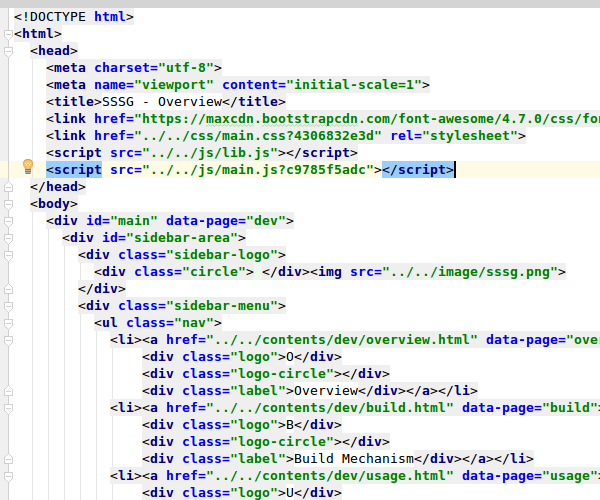 <!DOCTYPE html>
<html>
<head>
<meta charset="utf-8">
<meta name="viewport" content="initial-scale=1">
<title>SSSG - Overview</title>
<link href="https://maxcdn.bootstrapcdn.com/font-awesome/4.7.0/css/fon
<link href="../../css/main.css?4306832e3d" rel="stylesheet">
<script src="../../js/lib.js"></script>
<script src="../../js/main.js?c9785f5adc"></script>
</head>
<body>
<div id="main" data-page="dev">
<div id="sidebar-area">
<div class="sidebar-logo">
<div class="circle"> </div><img src="../../image/sssg.png">
</div>
<div class="sidebar-menu">
<ul class="nav">
<li><a href="../../contents/dev/overview.html" data-page="over
<div class="logo">O</div>
<div class="logo-circle"></div>
<div class="label">Overview</div></a></li>
<li><a href="../../contents/dev/build.html" data-page="build">
<div class="logo">B</div>
<div class="logo-circle"></div>
<div class="label">Build Mechanism</div></a></li>
<li><a href="../../contents/dev/usage.html" data-page="usage">
<div class="logo">U</div>